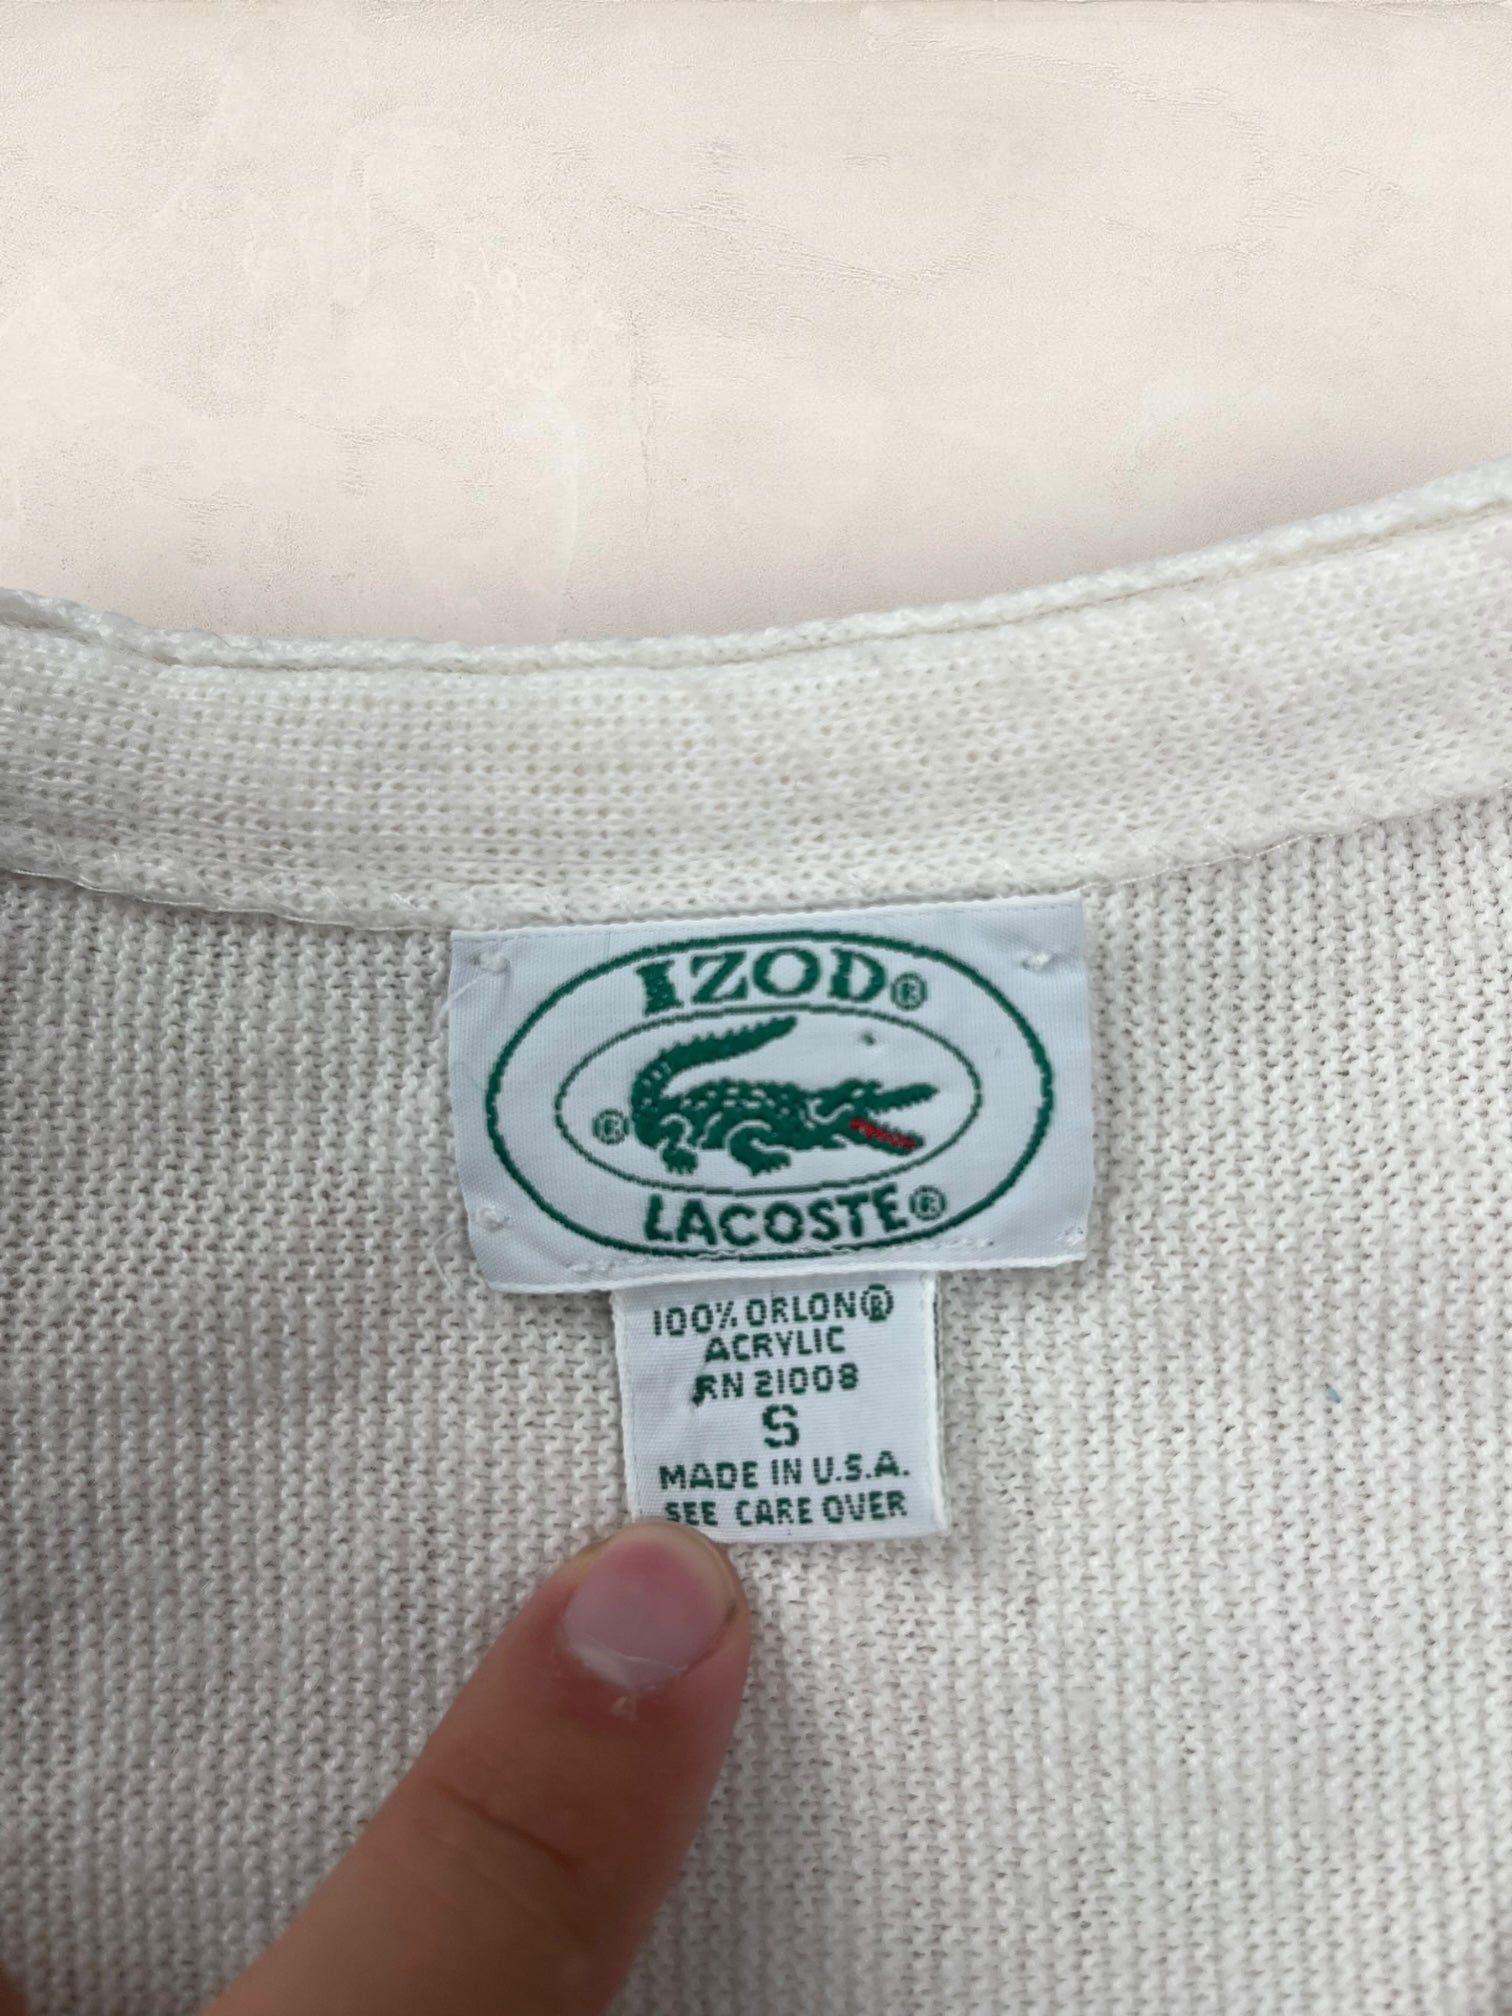 IZOD®
®
LACOSTE®
100% ORLON®
ACRYLIC
RN 21008
S
MADE IN U.S.A.
SEE CARE OVER